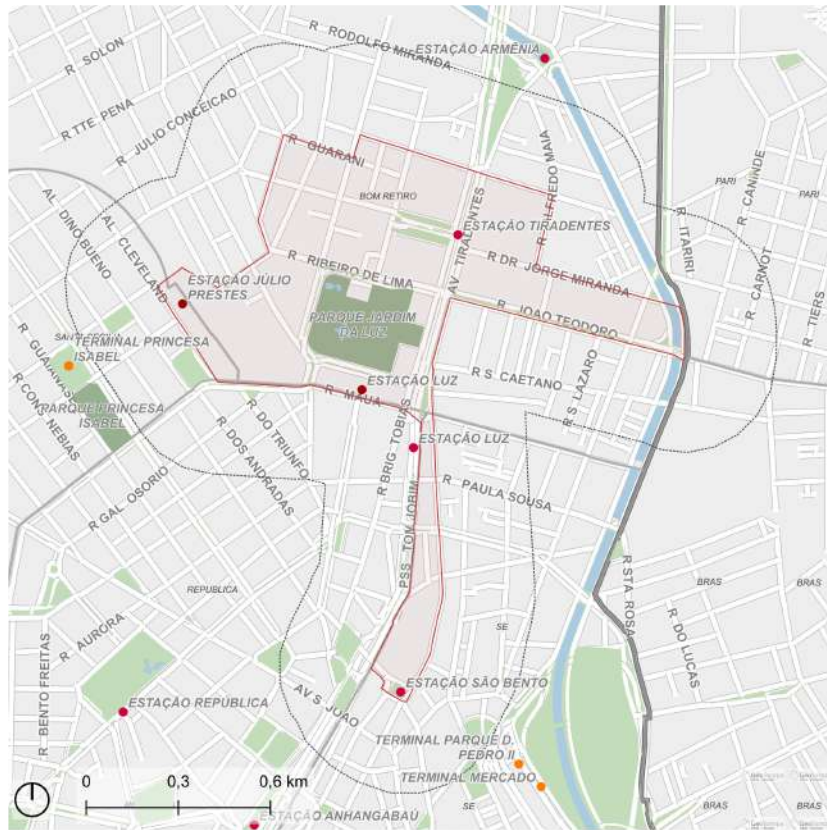 R RODOLFO MIRANDA
ESTAÇÃO ARMÊNIA
R SOLON
R TTE PENA
R JULIO CONCEICAO
R GUARANI
BOM RETIRO
ALFREDO MAIA
PARI
R CANINDE
PARI
AL DINO BUENO
AL CLEVELAND
ESTAÇÃO TIRADENTES
AV TIRADENTES
R ITARIRI
R CARNOT
R TIERS
R RIBEIRO DE LIMA
R DR JORGE MIRANDA
ESTAÇÃO JÚLIO
PRESTES
PARQUE JARDIM
DA LUZ
R JOAO TEODORO
TERMINAL PRINCESA
ISABEL
PARQUE PRINCESA
ISABEL
R CONS NEBIAS
ESTAÇÃO LUZ
R MAUA
R S CAETANO
R S LAZARO
R DO TRIUNFO
R DOS ANDRADAS
R BRIG TOBIAS
ESTAÇÃO LUZ
R GAL OSORIO
R PAULA SOUSA
PSS TOM JOBIM
REPUBLICA
R STA ROSA
BRAS
BRAS
R AURORA
SE
R DO LUCAS
R BENTO FREITAS
ESTAÇÃO REPÚBLICA
AV S JOAO
ESTAÇÃO SÃO BENTO
TERMINAL PARQUE D.
PEDRO II
TERMINAL MERCADO
0 0,3 0,6 km
SE
BRAS
BRAS
ESTAÇÃO ANHANGABAÚ